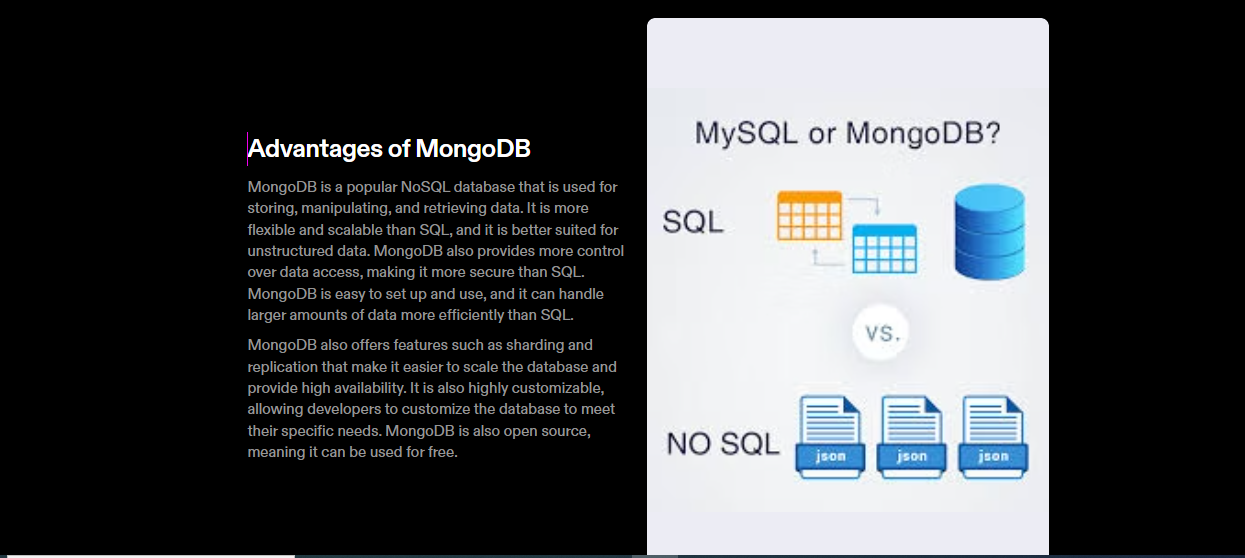 Advantages of MongoDB
MongoDB is a popular NoSQL database that is used for
storing, manipulating, and retrieving data. It is more
flexible and scalable than SQL, and it is better suited for
unstructured data. MongoDB also provides more control
over data access, making it more secure than SQL.
MongoDB is easy to set up and use, and it can handle
larger amounts of data more efficiently than SQL.
MongoDB also offers features such as sharding and
replication that make it easier to scale the database and
provide high availability. It is also highly customizable,
allowing developers to customize the database to meet
their specific needs. MongoDB is also open source,
meaning it can be used for free.
MySQL or MongoDB?
SQL
VS.
NO SQL
json
json
json